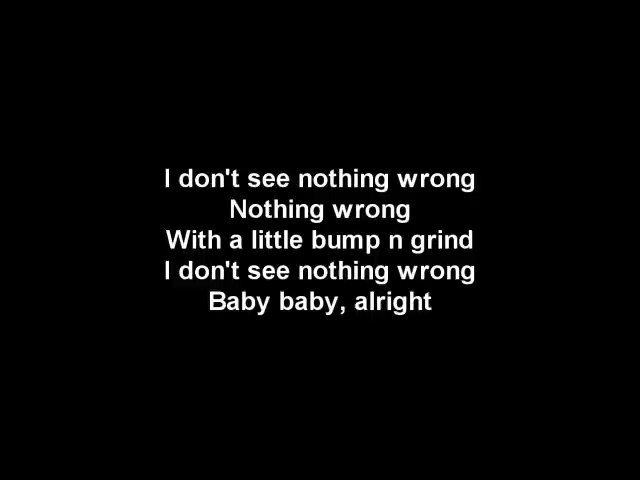 I don't see nothing wrong
Nothing wrong
With a little bump n grind
I don't see nothing wrong
Baby baby, alright